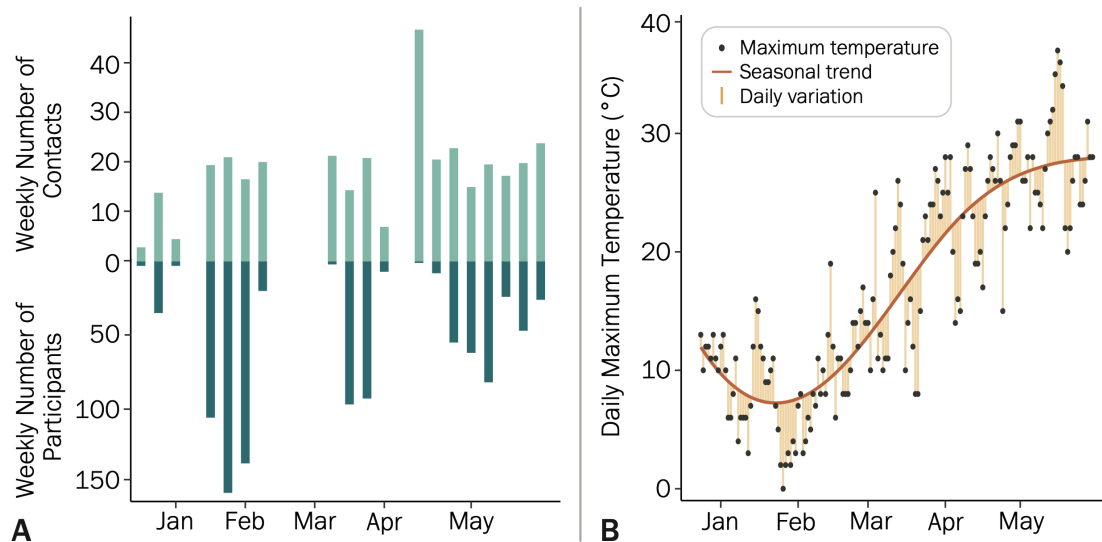 Weekly Number of
Contacts
40
30
20
10
0
Weekly Number of
Participants
50
100
150
Jan
Feb
Mar
Apr
May
A
Daily Maximum Temperature (°C)
40
30
20
10
0
Maximum temperature
Seasonal trend
Daily variation
Jan
Feb
Mar
Apr
May
B